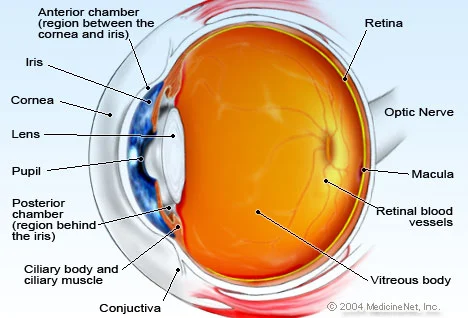 Anterior chamber
(region between the
cornea and iris)
Iris
Cornea
Lens
Pupil
Posterior
chamber
(region behind
the iris)
Ciliary body and
ciliary muscle
Conjuctiva
Retina
Optic Nerve
Macula
Retinal blood
vessels
Vitreous body
© 2004 MedicineNet, Inc.